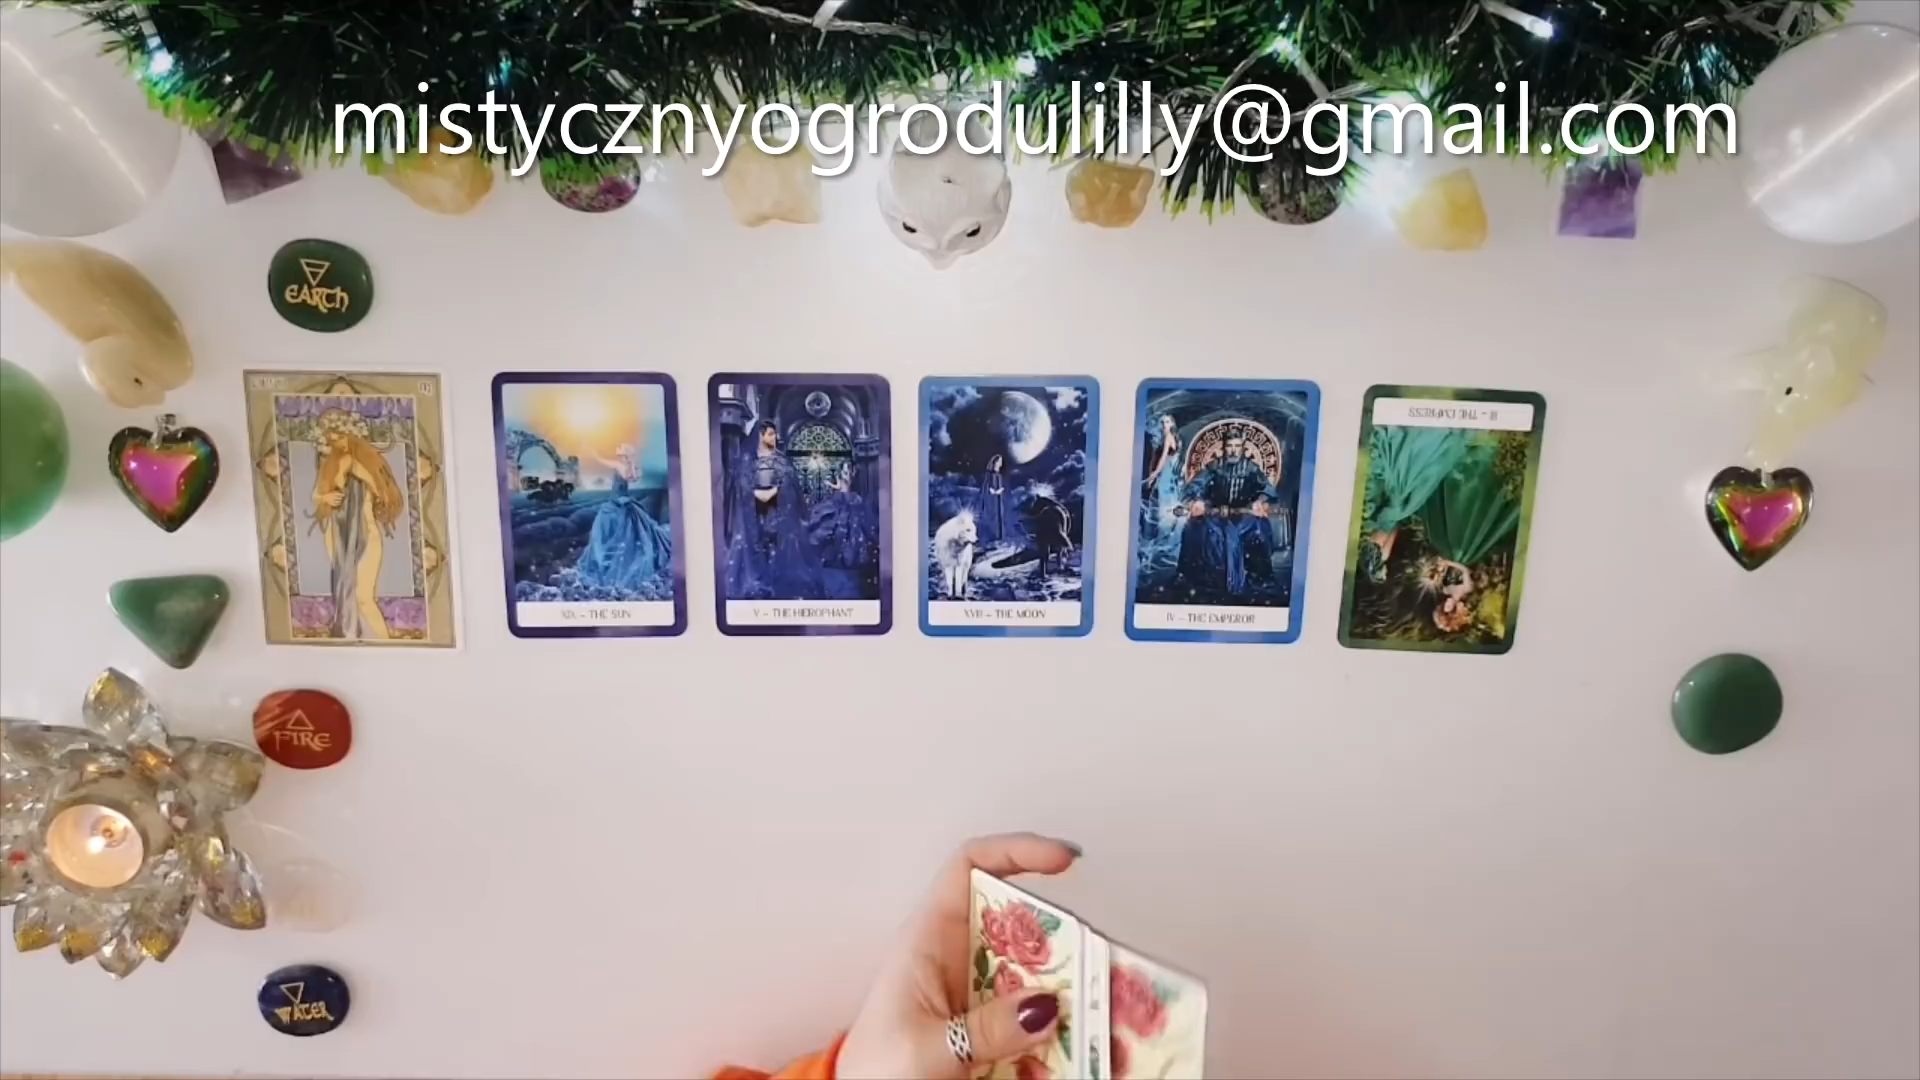 mistycznyogrodulilly@gmail.com
EARTH
III – THE EMPRESS
XIX – THE SUN
V – THE HIEROPHANT
XVIII – THE MOON
IV – THE EMPEROR
FIRE
WATER